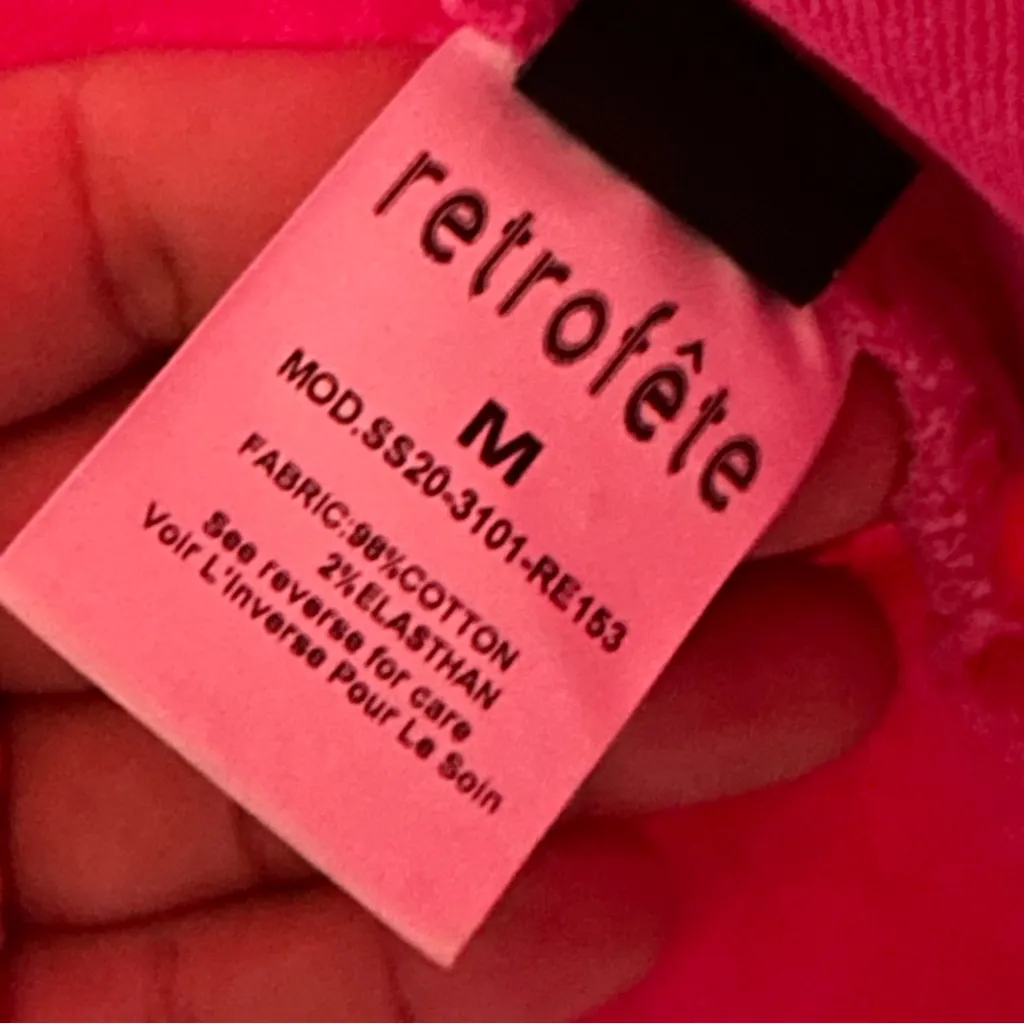 retrofête
M
MOD.SS20-3101-RE153
FABRIC:98%COTTON
2%ELASTHAN
See reverse for care
Voir L'inverse Pour Le Soin